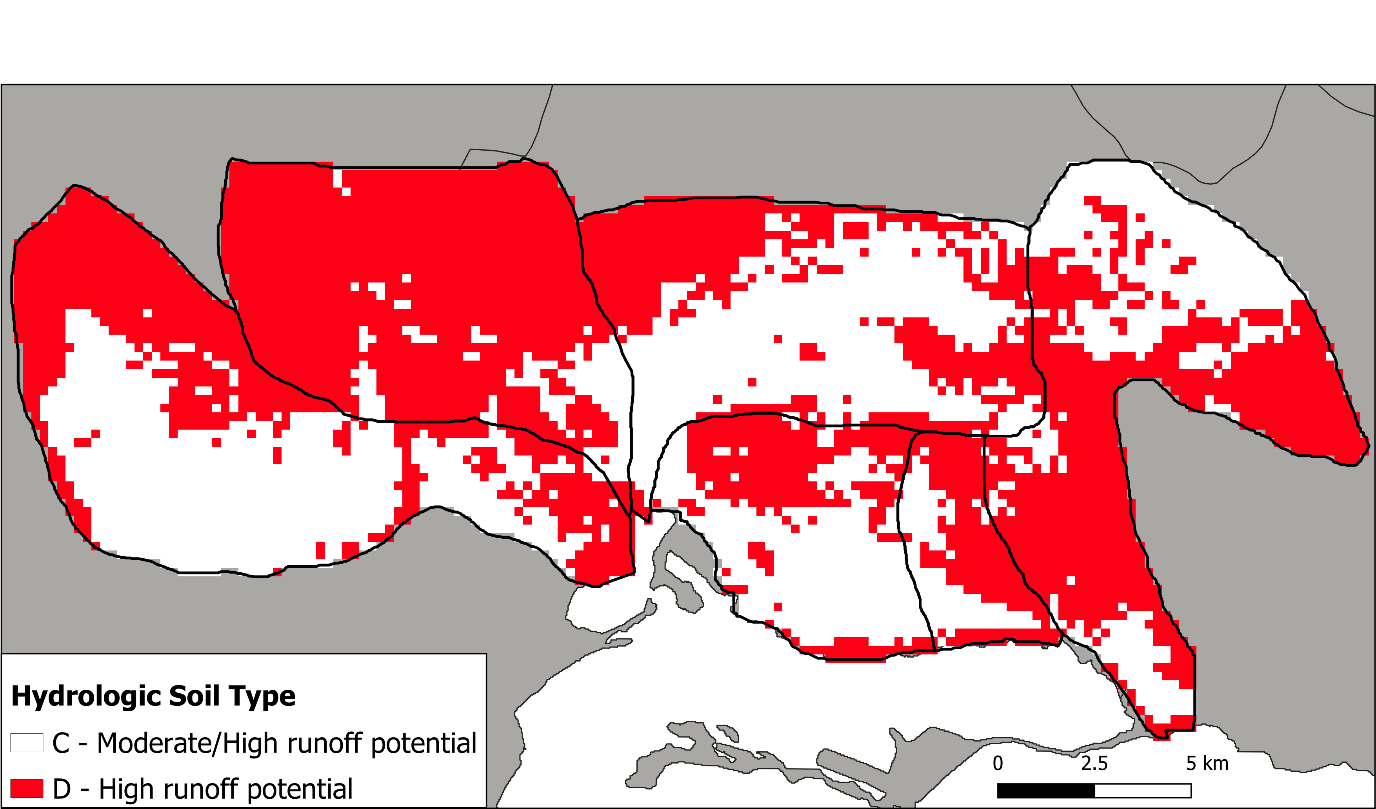 Hydrologic Soil Type
C - Moderate/High runoff potential
D - High runoff potential
0 2.5 5 km